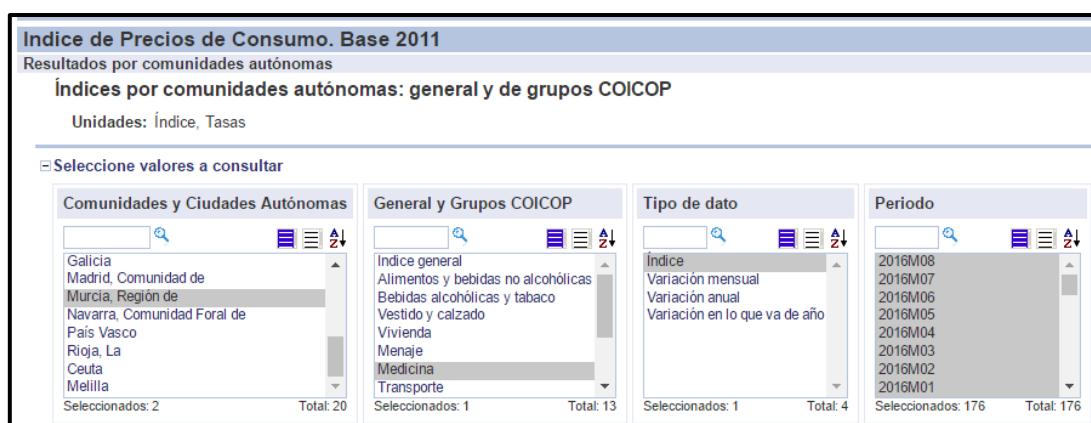 Indice de Precios de Consumo. Base 2011
Resultados por comunidades autónomas
Índices por comunidades autónomas: general y de grupos COICOP
Unidades: Índice, Tasas
Seleccione valores a consultar
Comunidades y Ciudades Autónomas
Galicia
Madrid, Comunidad de
Murcia, Región de
Navarra, Comunidad Foral de
País Vasco
Rioja, La
Ceuta
Melilla
Seleccionados: 2 Total: 20
General y Grupos COICOP
Indice general
Alimentos y bebidas no alcohólicas
Bebidas alcohólicas y tabaco
Vestido y calzado
Vivienda
Menaje
Medicina
Transporte
Seleccionados: 1 Total: 13
Tipo de dato
Índice
Variación mensual
Variación anual
Variación en lo que va de año
Seleccionados: 1 Total: 4
Periodo
2016M08
2016M07
2016M06
2016M05
2016M04
2016M03
2016M02
2016M01
Seleccionados: 176 Total: 176